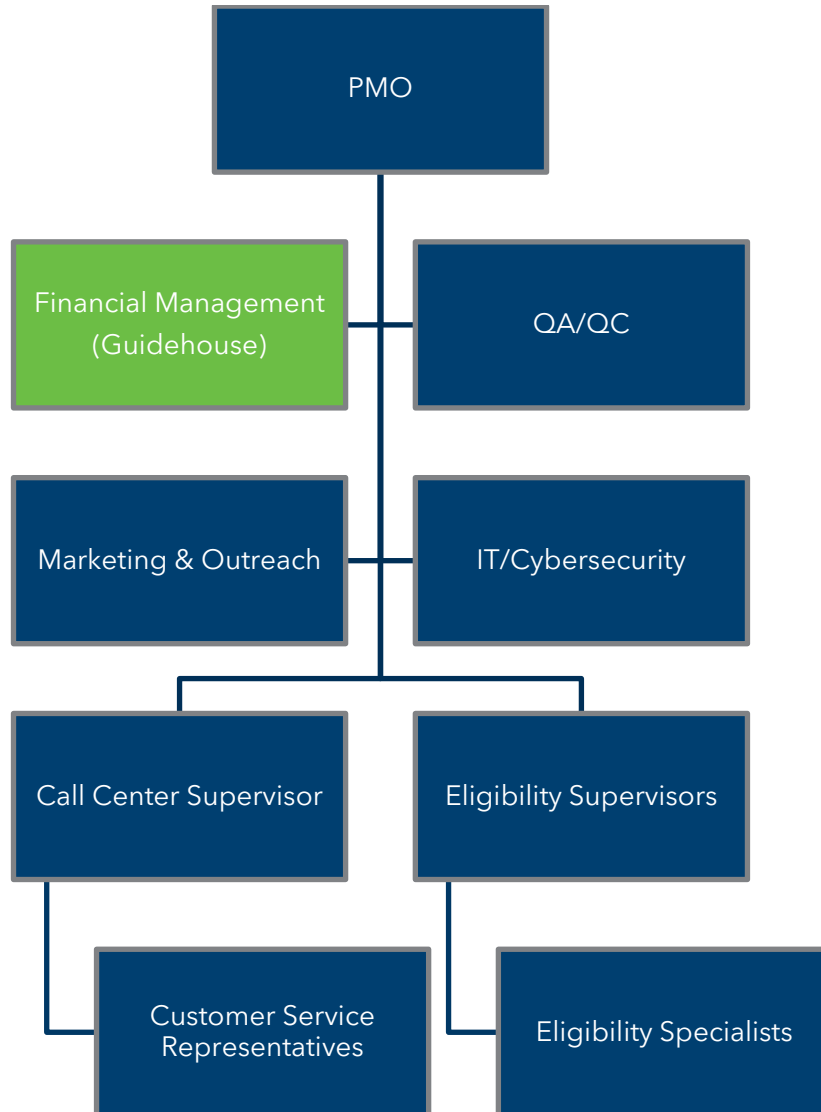 PMO
Financial Management
(Guidehouse)
QA/QC
Marketing & Outreach
IT/Cybersecurity
Call Center Supervisor
Eligibility Supervisors
Customer Service
Representatives
Eligibility Specialists